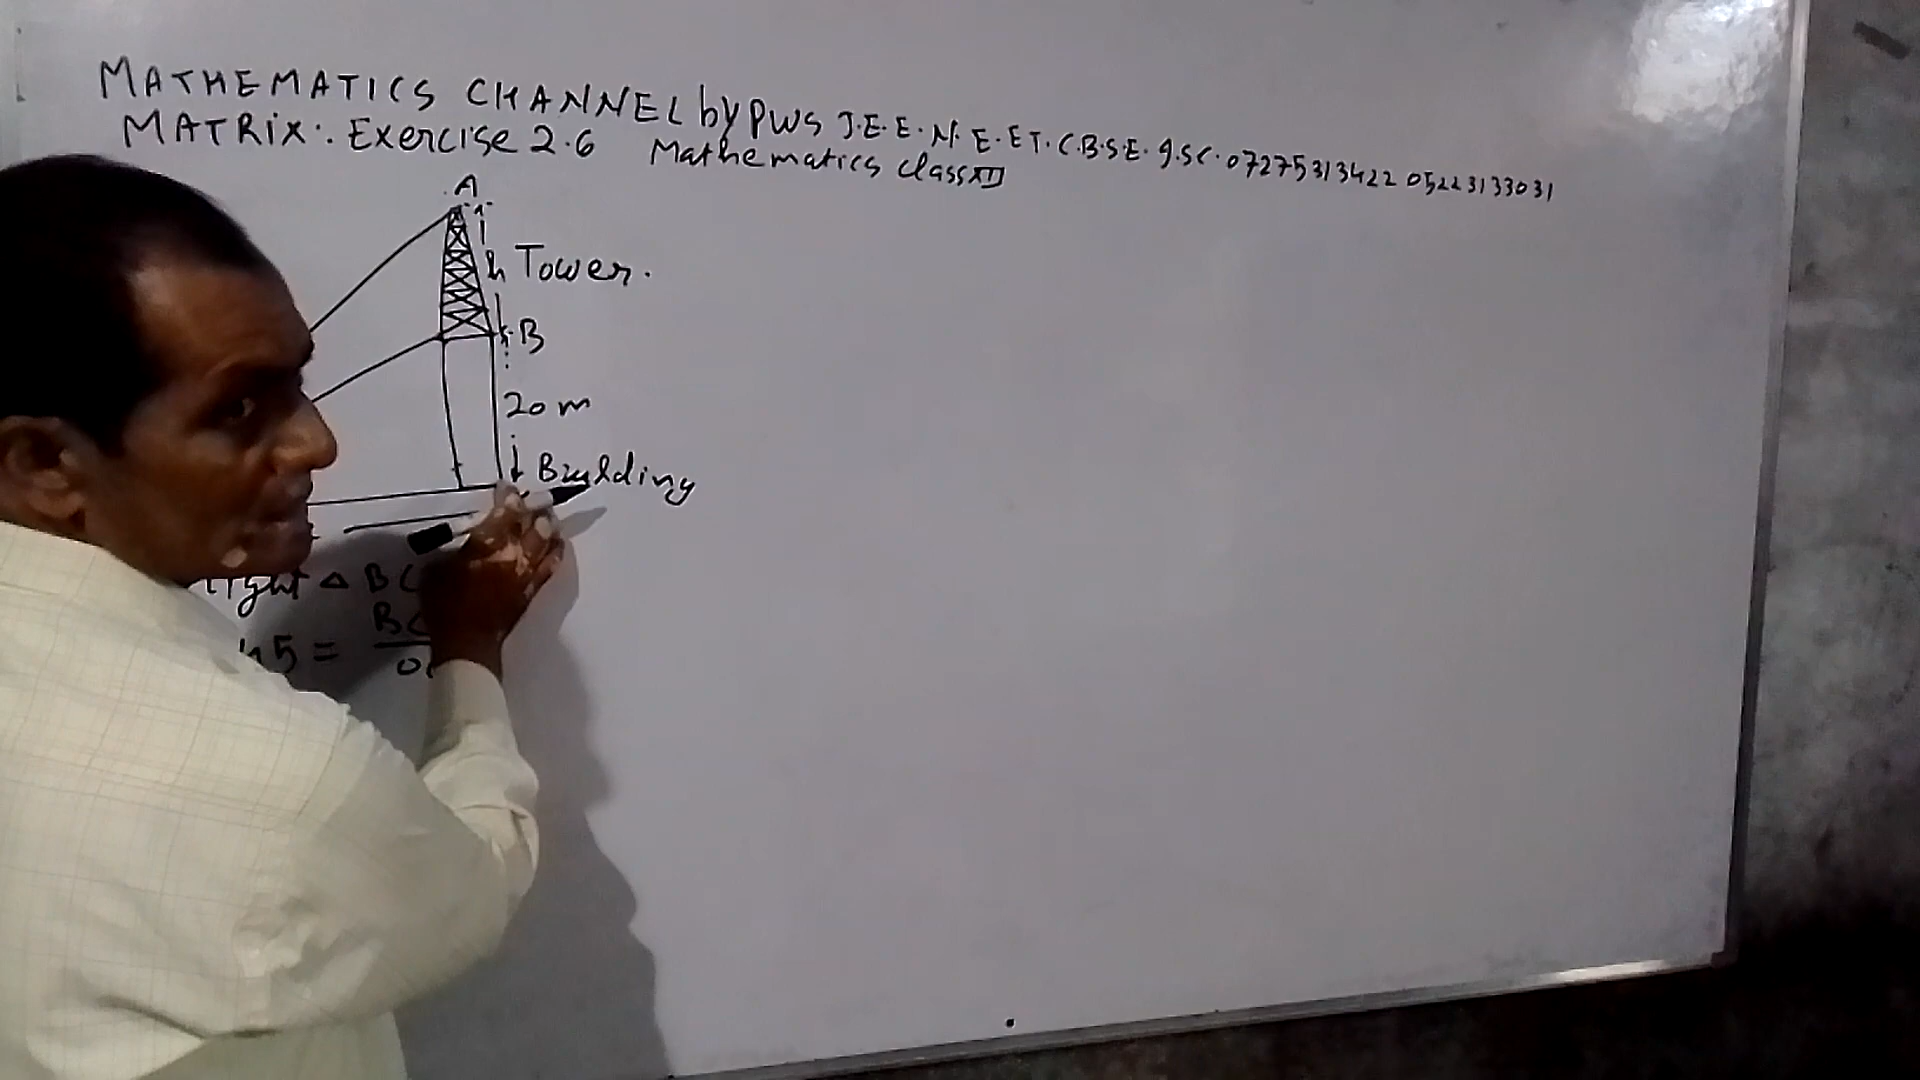 MATHEMATICS CHANNEL by PWS J.E.E. N.E.ET. C.B.S.E. I.SC. 07275313422 05223133031
MATRIX: Exercise 2.6 Mathematics class XII
A
h Tower.
B
20 m
Building
right △ BC
45 = BC